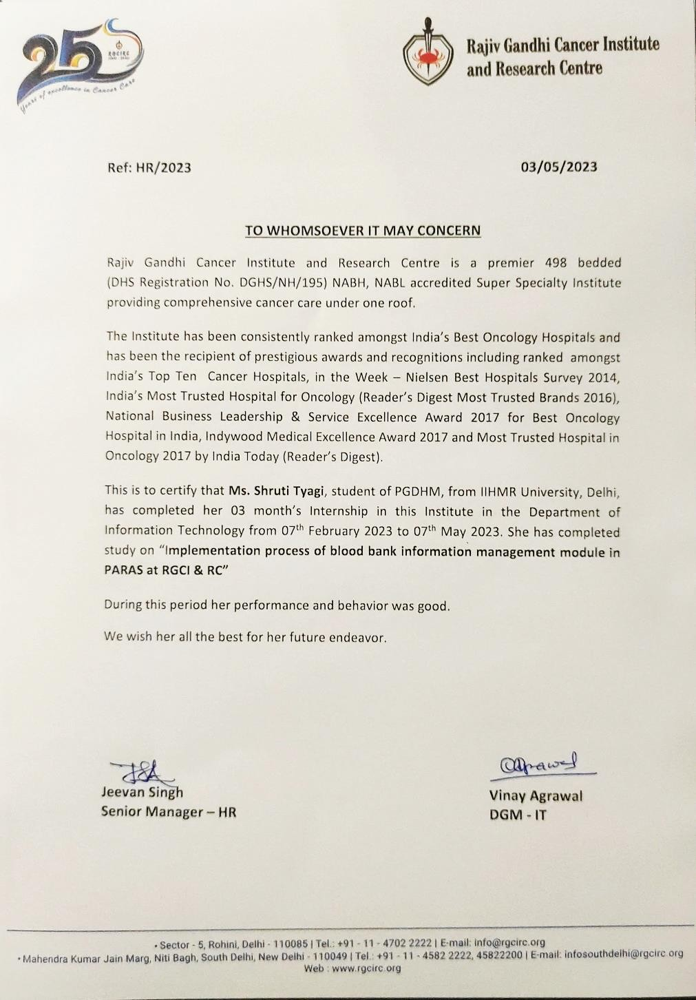 25
RGCIRC
Years of excellence in Cancer Care
Rajiv Gandhi Cancer Institute
and Research Centre
Ref: HR/2023
03/05/2023
TO WHOMSOEVER IT MAY CONCERN
Rajiv Gandhi Cancer Institute and Research Centre is a premier 498 bedded
(DHS Registration No. DGHS/NH/195) NABH, NABL accredited Super Specialty Institute
providing comprehensive cancer care under one roof.
The Institute has been consistently ranked amongst India's Best Oncology Hospitals and
has been the recipient of prestigious awards and recognitions including ranked amongst
India's Top Ten Cancer Hospitals, in the Week – Nielsen Best Hospitals Survey 2014,
India's Most Trusted Hospital for Oncology (Reader's Digest Most Trusted Brands 2016),
National Business Leadership & Service Excellence Award 2017 for Best Oncology
Hospital in India, Indywood Medical Excellence Award 2017 and Most Trusted Hospital in
Oncology 2017 by India Today (Reader's Digest).
This is to certify that Ms. Shruti Tyagi, student of PGDHM, from IIHMR University, Delhi,
has completed her 03 month's Internship in this Institute in the Department of
Information Technology from 07th February 2023 to 07th May 2023. She has completed
study on "Implementation process of blood bank information management module in
PARAS at RGCI & RC"
During this period her performance and behavior was good.
We wish her all the best for her future endeavor.
Jeevan Singh
Senior Manager – HR
Vinay Agrawal
DGM - IT
• Sector - 5, Rohini, Delhi - 110085 | Tel.: +91 - 11 - 4702 2222 | E-mail: info@rgcirc.org
• Mahendra Kumar Jain Marg, Niti Bagh, South Delhi, New Delhi - 110049 | Tel.: +91 - 11 - 4582 2222, 45822200 | E-mail: infosouthdelhi@rgcirc.org
Web : www.rgcirc.org